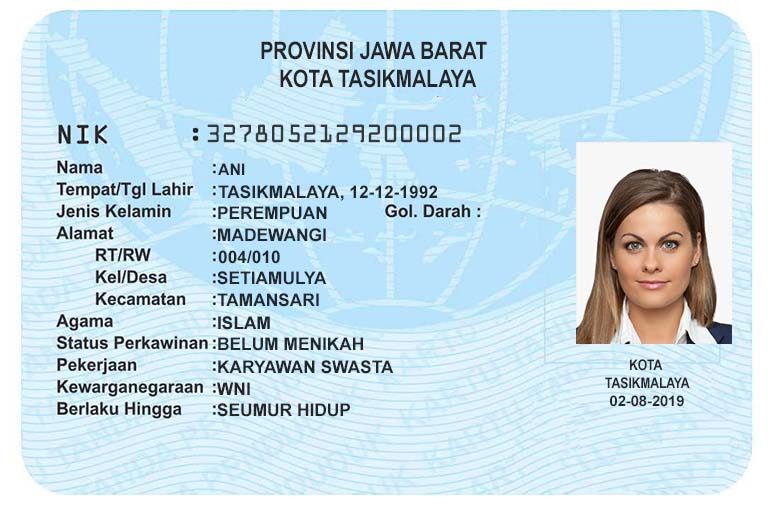 PROVINSI JAWA BARAT
KOTA TASIKMALAYA
NIK : 3278052129200002
Nama : ANI
Tempat/Tgl Lahir : TASIKMALAYA, 12-12-1992
Jenis Kelamin : PEREMPUAN Gol. Darah :
Alamat : MADEWANGI
RT/RW : 004/010
Kel/Desa : SETIAMULYA
Kecamatan : TAMANSARI
Agama : ISLAM
Status Perkawinan : BELUM MENIKAH
Pekerjaan : KARYAWAN SWASTA
Kewarganegaraan : WNI
Berlaku Hingga : SEUMUR HIDUP
KOTA
TASIKMALAYA
02-08-2019